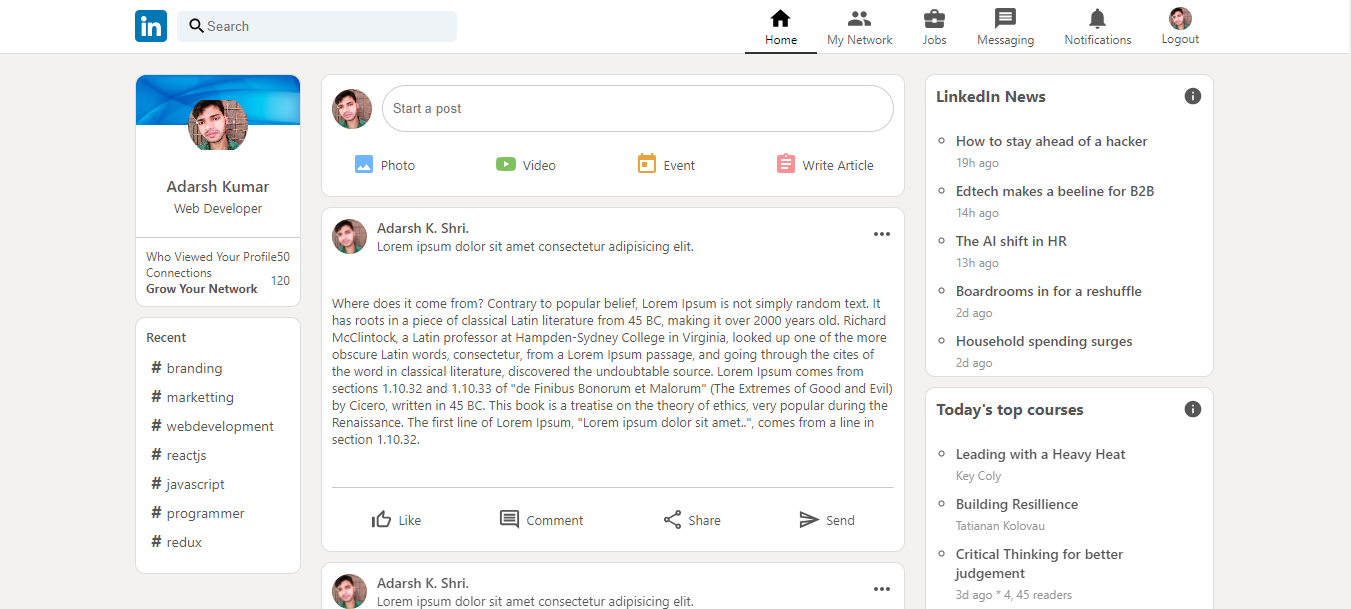 in
Search
Home
My Network
Jobs
Messaging
Notifications
Logout
Adarsh Kumar
Web Developer
Who Viewed Your Profile50
Connections
Grow Your Network
120
Recent
# branding
# marketting
# webdevelopment
# reactjs
# javascript
# programmer
# redux
Start a post
Photo
Video
Event
Write Article
Adarsh K. Shri.
Lorem ipsum dolor sit amet consectetur adipisicing elit.
Where does it come from? Contrary to popular belief, Lorem Ipsum is not simply random text. It
has roots in a piece of classical Latin literature from 45 BC, making it over 2000 years old. Richard
McClintock, a Latin professor at Hampden-Sydney College in Virginia, looked up one of the more
obscure Latin words, consectetur, from a Lorem Ipsum passage, and going through the cites of
the word in classical literature, discovered the undoubtable source. Lorem Ipsum comes from
sections 1.10.32 and 1.10.33 of "de Finibus Bonorum et Malorum" (The Extremes of Good and Evil)
by Cicero, written in 45 BC. This book is a treatise on the theory of ethics, very popular during the
Renaissance. The first line of Lorem Ipsum, "Lorem ipsum dolor sit amet..", comes from a line in
section 1.10.32.
Like
Comment
Share
Send
Adarsh K. Shri.
Lorem ipsum dolor sit amet consectetur adipisicing elit.
LinkedIn News
How to stay ahead of a hacker
19h ago
Edtech makes a beeline for B2B
14h ago
The AI shift in HR
13h ago
Boardrooms in for a reshuffle
2d ago
Household spending surges
2d ago
Today's top courses
Leading with a Heavy Heat
Key Coly
Building Resillience
Tatianan Kolovau
Critical Thinking for better
judgement
3d ago * 4, 45 readers